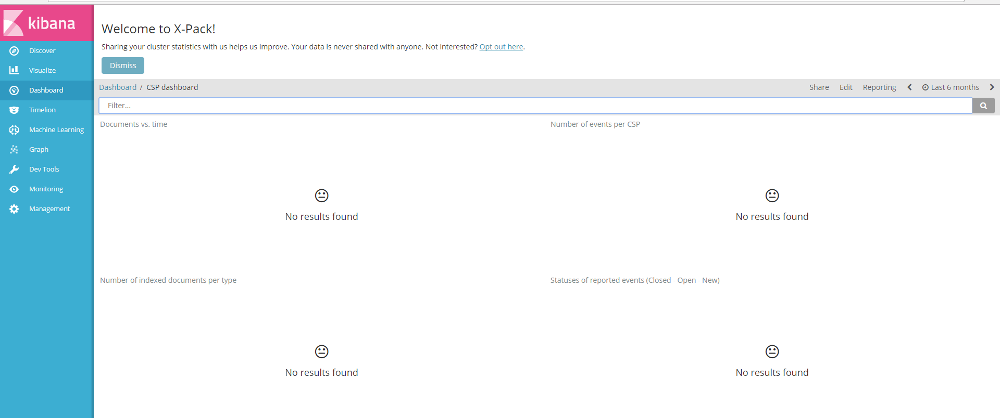 kibana
Discover
Visualize
Dashboard
Timelion
Machine Learning
Graph
Dev Tools
Monitoring
Management
Welcome to X-Pack!
Sharing your cluster statistics with us helps us improve. Your data is never shared with anyone. Not interested? Opt out here.
Dismiss
Dashboard / CSP dashboard
Share Edit Reporting Last 6 months
Filter...
Documents vs. time
No results found
Number of events per CSP
No results found
Number of indexed documents per type
No results found
Statuses of reported events (Closed - Open - New)
No results found